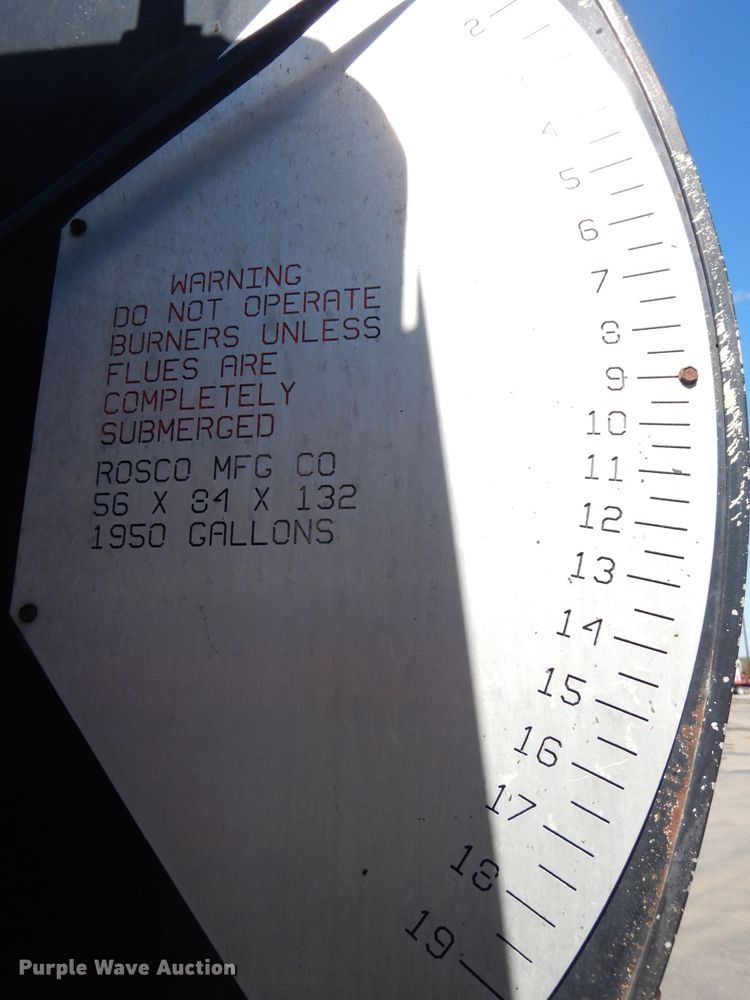 2
4
5
6
7
8
9
10
11
12
13
14
15
16
17
18
19
WARNING
DO NOT OPERATE
BURNERS UNLESS
FLUES ARE
COMPLETELY
SUBMERGED
ROSCO MFG CO
56 X 84 X 132
1950 GALLONS
Purple Wave Auction